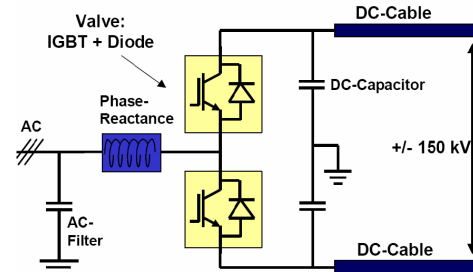 Valve:
IGBT + Diode
DC-Cable
Phase-
Reactance
DC-Capacitor
AC
+/- 150 kV
AC-
Filter
DC-Cable